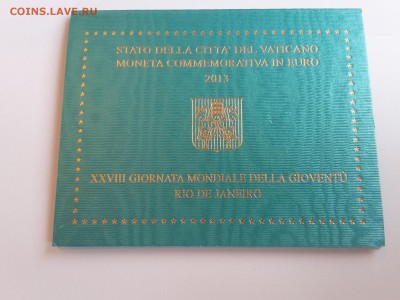 COINS.LAVE.RU
STATO DELLA CITTA' DEL VATICANO
MONETA COMMEMORATIVA IN EURO
2013
XXVIII GIORNATA MONDIALE DELLA GIOVENTÙ
RIO DE JANEIRO